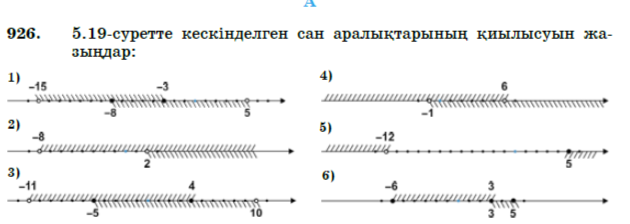 А
926. 5.19-суретте кескінделген сан аралықтарының қиылысуын жа-
зыңдар:
1) -15 -3
-8 5
2) -8
2
3) -11 4
-5 10
4) 6
-1
5) -12
5
6) -6 3
3 5